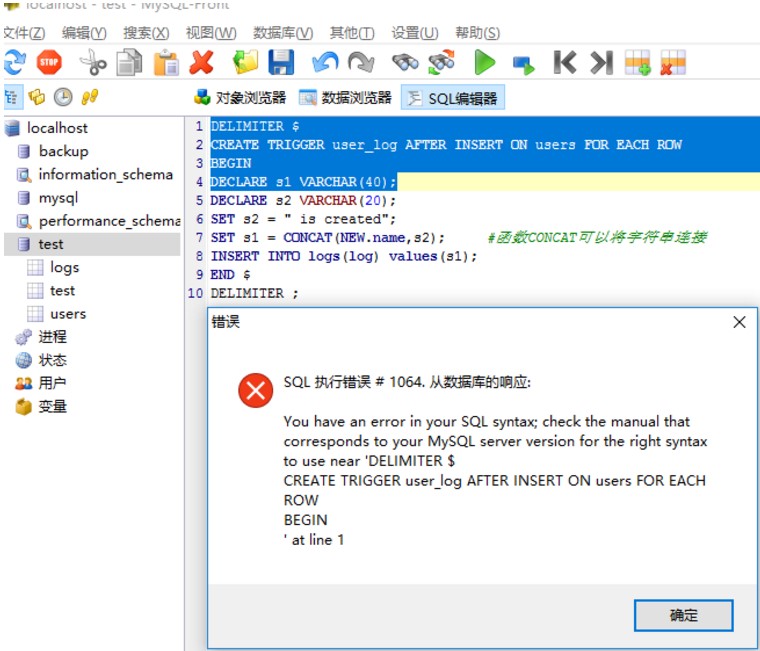 localhost - test - MySQL-Front
文件(Z) 编辑(Y) 搜索(X) 视图(W) 数据库(V) 其他(T) 设置(U) 帮助(S)
STOP
对象浏览器 数据浏览器 SQL编辑器
localhost
backup
information_schema
mysql
performance_schema
test
logs
test
users
进程
状态
用户
变量
1 DELIMITER $
2 CREATE TRIGGER user_log AFTER INSERT ON users FOR EACH ROW
3 BEGIN
4 DECLARE s1 VARCHAR(40);
5 DECLARE s2 VARCHAR(20);
6 SET s2 = " is created";
7 SET s1 = CONCAT(NEW.name,s2); #函数CONCAT可以将字符串连接
8 INSERT INTO logs(log) values(s1);
9 END $
10 DELIMITER ;
错误
SQL 执行错误 # 1064. 从数据库的响应:
You have an error in your SQL syntax; check the manual that
corresponds to your MySQL server version for the right syntax
to use near 'DELIMITER $
CREATE TRIGGER user_log AFTER INSERT ON users FOR EACH
ROW
BEGIN
' at line 1
确定